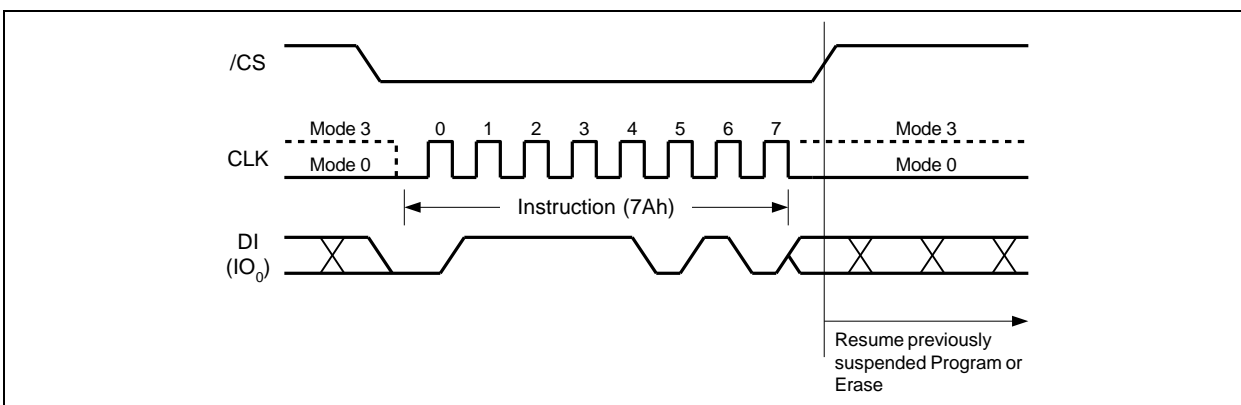 /CS
Mode 3 0 1 2 3 4 5 6 7 Mode 3
CLK
Mode 0 Mode 0
Instruction (7Ah)
DI
(IO0)
Resume previously
suspended Program or
Erase